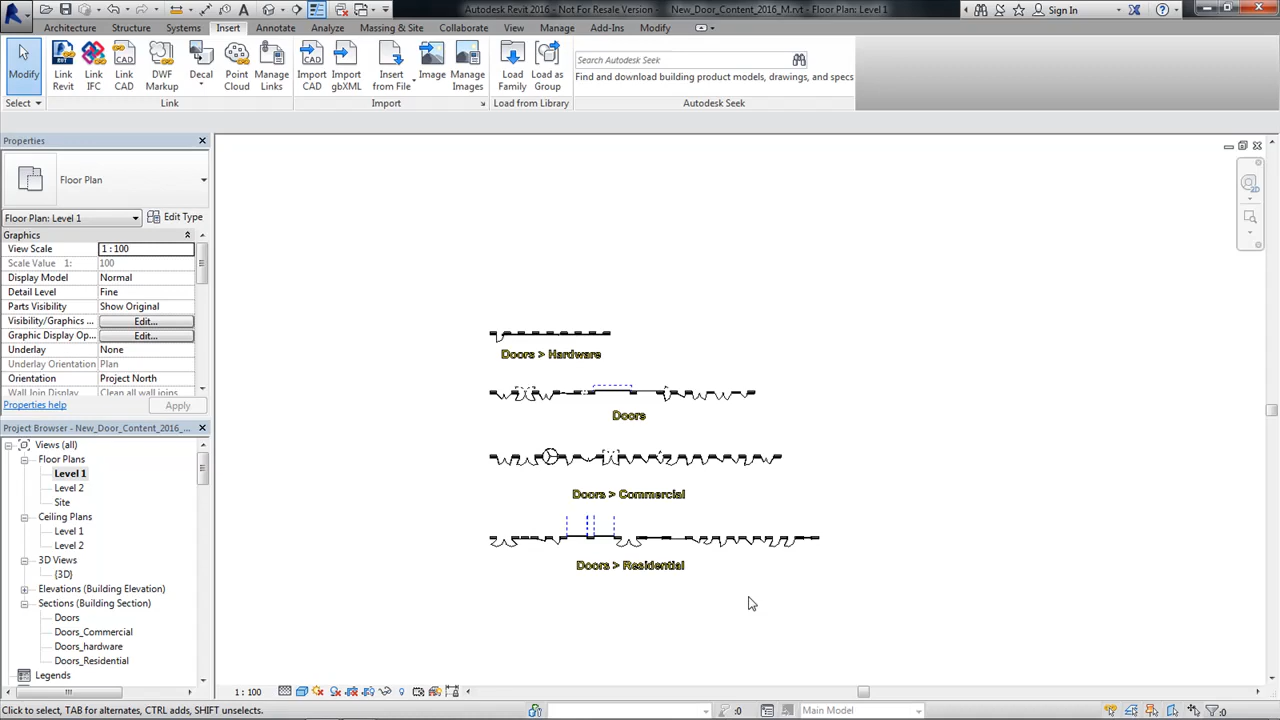 Autodesk Revit 2016 - Not For Resale Version - New_Door_Content_2016_M.rvt - Floor Plan: Level 1
Sign In
Architecture Structure Systems Insert Annotate Analyze Massing & Site Collaborate View Manage Add-Ins Modify
Modify
Link Revit
Link IFC
Link CAD
DWF Markup
Decal
Point Cloud
Manage Links
Import CAD
Import gbXML
Insert from File
Image
Manage Images
Load Family
Load as Group
Search Autodesk Seek
Find and download building product models, drawings, and specs
Select
Link
Import
Load from Library
Autodesk Seek
Properties
Floor Plan
Floor Plan: Level 1
Edit Type
Graphics
View Scale 1 : 100
Scale Value 1: 100
Display Model Normal
Detail Level Fine
Parts Visibility Show Original
Visibility/Graphics ... Edit...
Graphic Display Op... Edit...
Underlay None
Underlay Orientation Plan
Orientation Project North
Wall Join Display Clean all wall joins
Properties help
Apply
Project Browser - New_Door_Content_2016_...
Views (all)
Floor Plans
Level 1
Level 2
Site
Ceiling Plans
Level 1
Level 2
3D Views
{3D}
Elevations (Building Elevation)
Sections (Building Section)
Doors
Doors_Commercial
Doors_hardware
Doors_Residential
Legends
Doors > Hardware
Doors
Doors > Commercial
Doors > Residential
1 : 100
Click to select, TAB for alternates, CTRL adds, SHIFT unselects.
:0
Main Model
:0